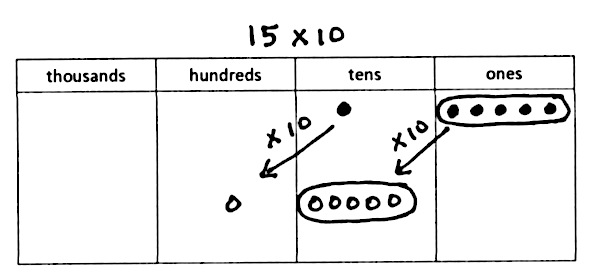 15 x 10
thousands hundreds tens ones
x10 x10